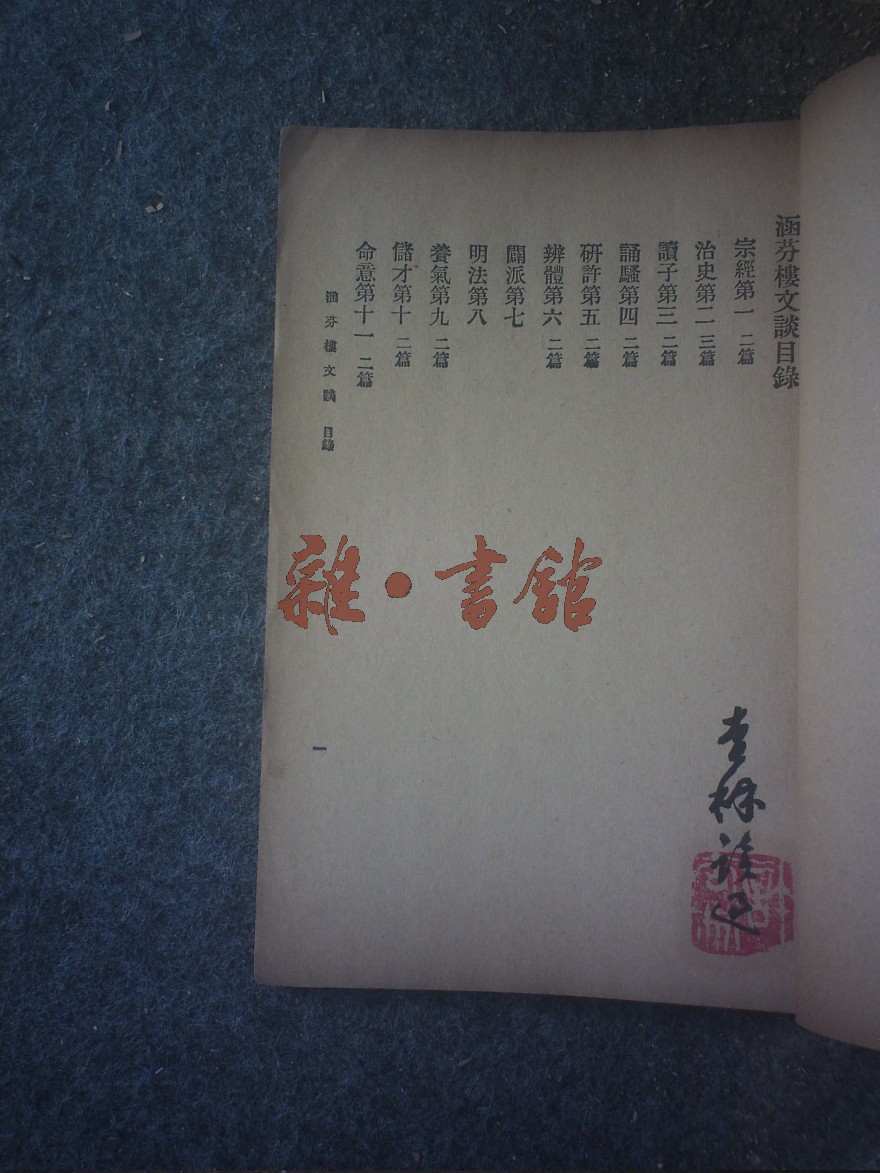 涵芬樓文談目錄
宗經第一 二篇
治史第二 三篇
讀子第三 二篇
誦騷第四 二篇
研許第五 二篇
辨體第六 二篇
闢派第七
明法第八
養氣第九 二篇
儲才第十 二篇
命意第十一 二篇
涵芬樓文談 目錄
一
雜·書館